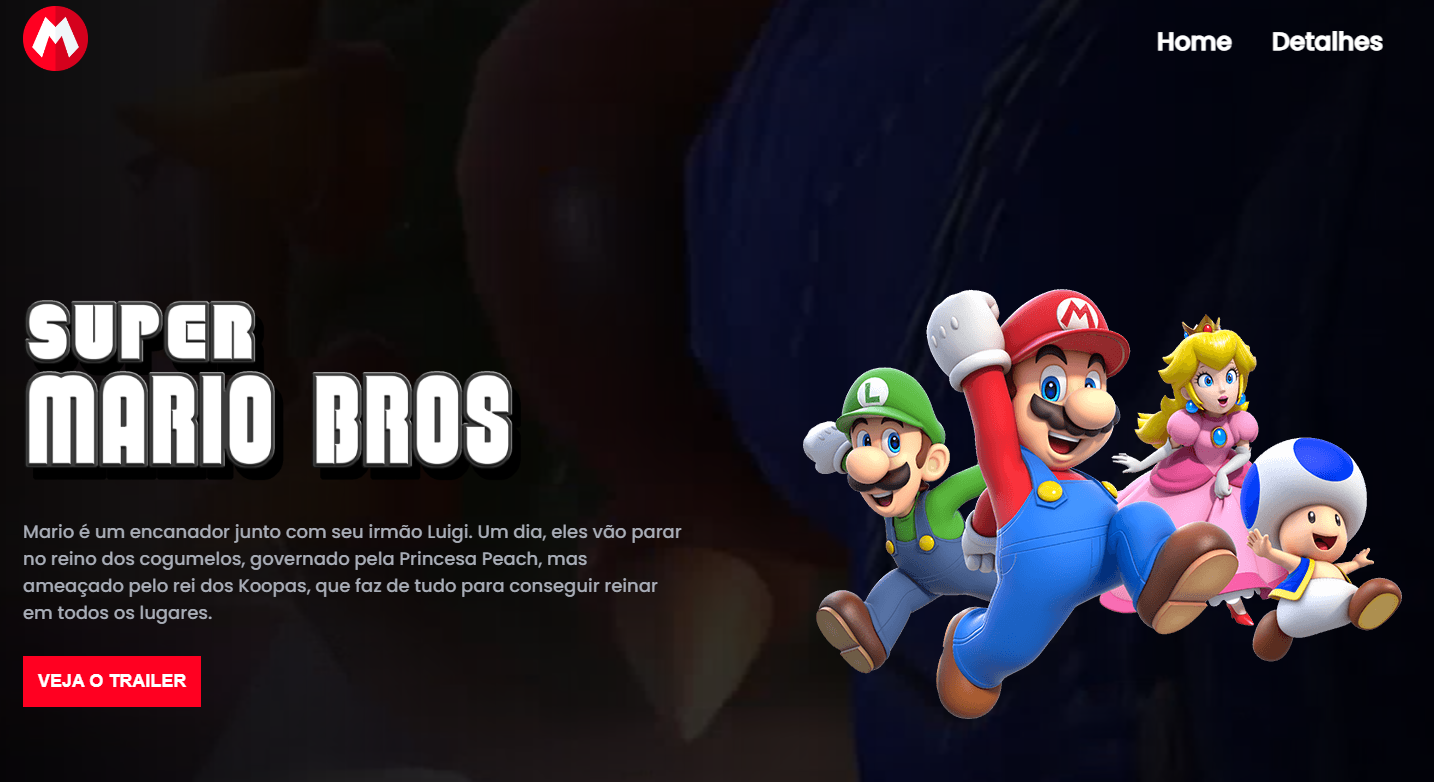 M
Home Detalhes
SUPER
MARIO BROS
M
L
Mario é um encanador junto com seu irmão Luigi. Um dia, eles vão parar
no reino dos cogumelos, governado pela Princesa Peach, mas
ameaçado pelo rei dos Koopas, que faz de tudo para conseguir reinar
em todos os lugares.
VEJA O TRAILER